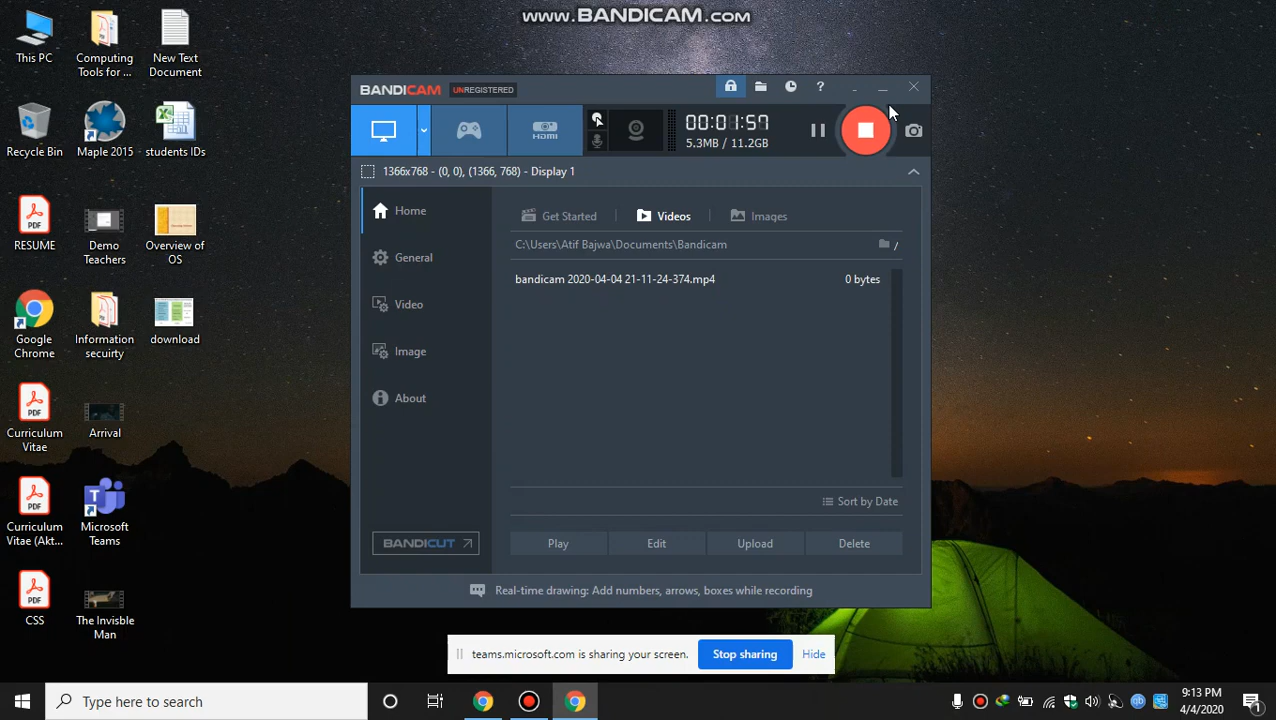 www.BANDICAM.com
This PC
Computing Tools for ...
New Text Document
Recycle Bin
Maple 2015
students IDs
RESUME
Demo Teachers
Overview of OS
Google Chrome
Information secuirty
download
Curriculum Vitae
Arrival
Curriculum Vitae (Akt...
Microsoft Teams
CSS
The Invisble Man
BANDICAM UNREGISTERED
?
HDMI
00:01:57
5.3MB / 11.2GB
1366x768 - (0, 0), (1366, 768) - Display 1
Home
General
Video
Image
About
BANDICUT
Get Started
Videos
Images
C:\Users\Atif Bajwa\Documents\Bandicam
/
bandicam 2020-04-04 21-11-24-374.mp4 0 bytes
Sort by Date
Play Edit Upload Delete
Real-time drawing: Add numbers, arrows, boxes while recording
teams.microsoft.com is sharing your screen. Stop sharing Hide
Type here to search
qb
9:13 PM
4/4/2020
1